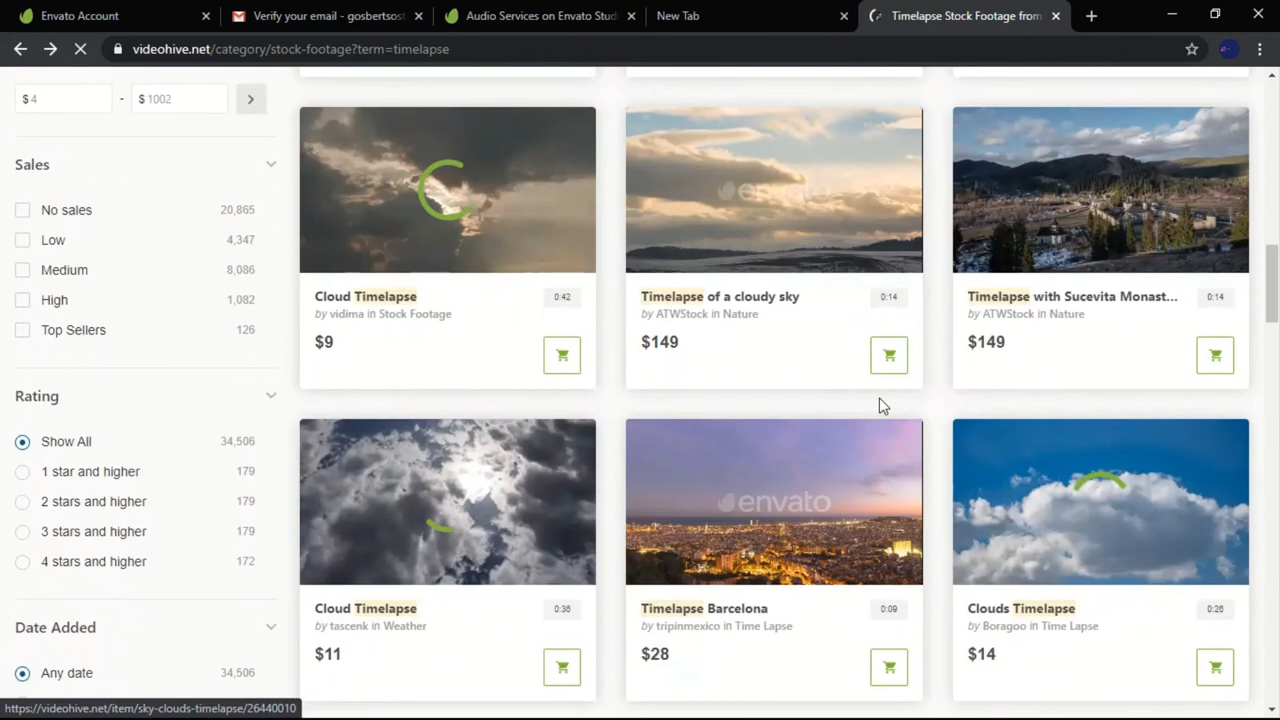 Envato Account
Verify your email - gosbertsost
Audio Services on Envato Studi
New Tab
Timelapse Stock Footage from
videohive.net/category/stock-footage?term=timelapse
$ 4 - $ 1002
Sales
No sales 20,865
Low 4,347
Medium 8,086
High 1,082
Top Sellers 126
Rating
Show All 34,506
1 star and higher 179
2 stars and higher 179
3 stars and higher 179
4 stars and higher 172
Date Added
Any date 34,506
Cloud Timelapse 0:42
by vidima in Stock Footage
$9
envato
Timelapse of a cloudy sky 0:14
by ATWStock in Nature
$149
Timelapse with Sucevita Monast... 0:14
by ATWStock in Nature
$149
Cloud Timelapse 0:36
by tascenk in Weather
$11
envato
Timelapse Barcelona 0:09
by tripinmexico in Time Lapse
$28
Clouds Timelapse 0:26
by Boragoo in Time Lapse
$14
https://videohive.net/item/sky-clouds-timelapse/26440010